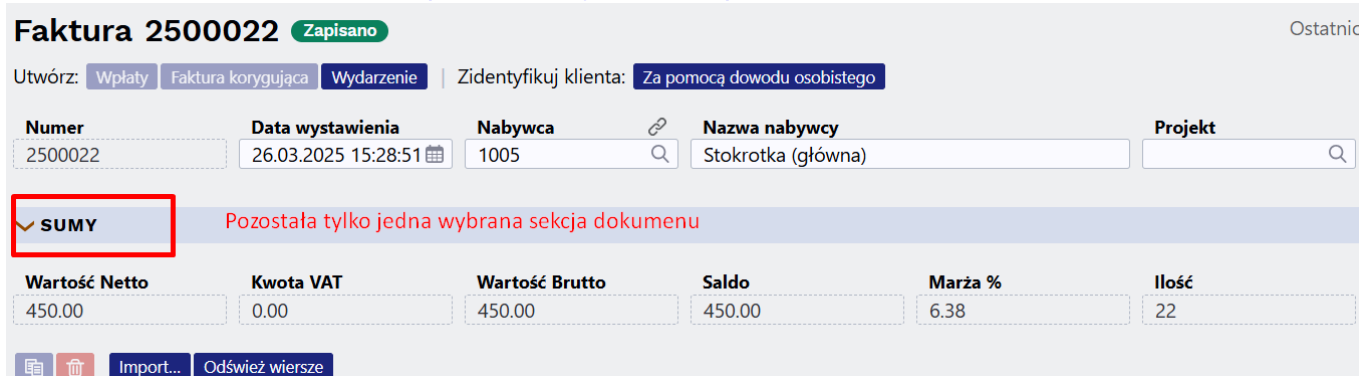 Faktura 2500022 Zapisano Ostatnio
Utwórz: Wpłaty Faktura korygująca Wydarzenie | Zidentyfikuj klienta: Za pomocą dowodu osobistego
Numer Data wystawienia Nabywca Nazwa nabywcy Projekt
2500022 26.03.2025 15:28:51 1005 Stokrotka (główna)
SUMY Pozostała tylko jedna wybrana sekcja dokumenu
Wartość Netto Kwota VAT Wartość Brutto Saldo Marża % Ilość
450.00 0.00 450.00 450.00 6.38 22
Import... Odśwież wiersze